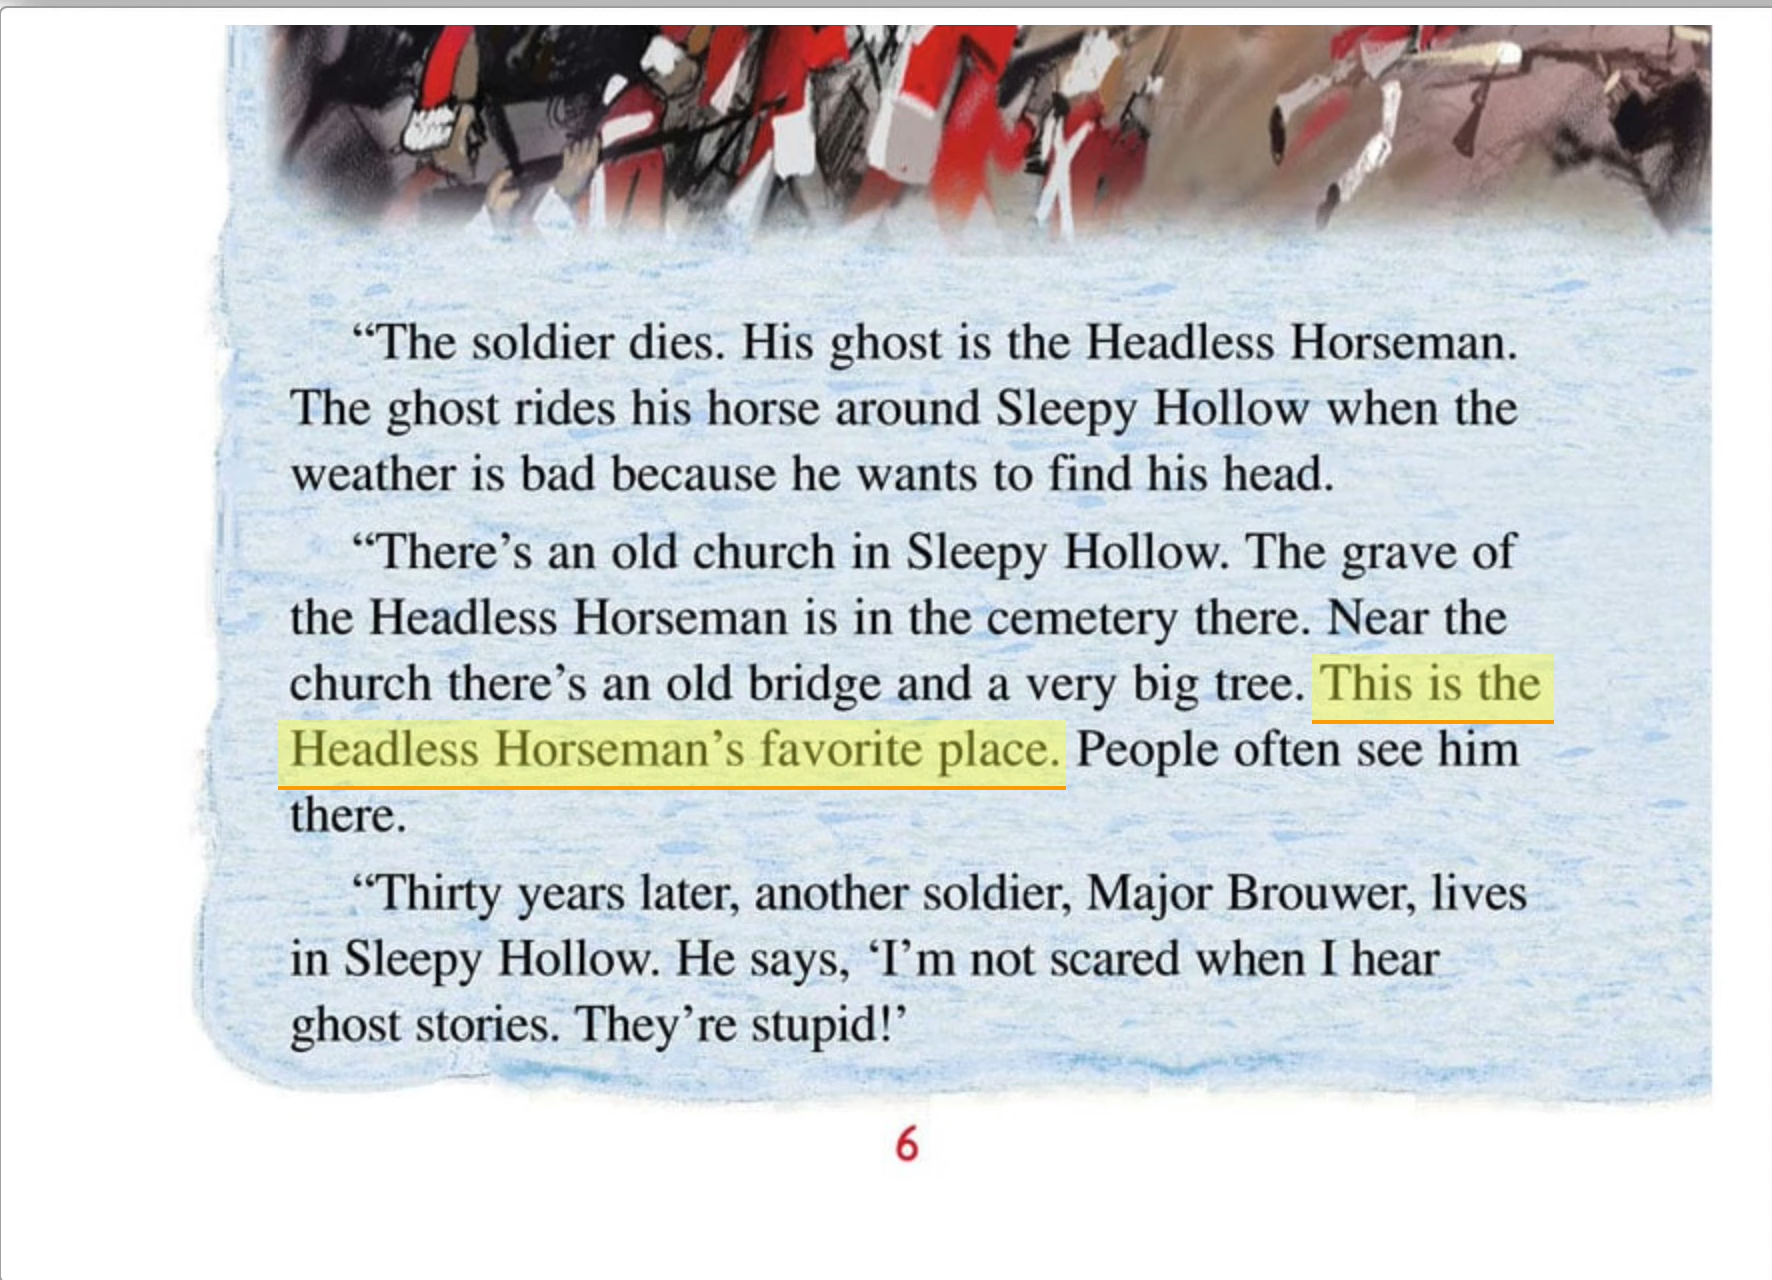 “The soldier dies. His ghost is the Headless Horseman.
The ghost rides his horse around Sleepy Hollow when the
weather is bad because he wants to find his head.
“There’s an old church in Sleepy Hollow. The grave of
the Headless Horseman is in the cemetery there. Near the
church there’s an old bridge and a very big tree. This is the
Headless Horseman’s favorite place. People often see him
there.
“Thirty years later, another soldier, Major Brouwer, lives
in Sleepy Hollow. He says, ‘I’m not scared when I hear
ghost stories. They’re stupid!’
6